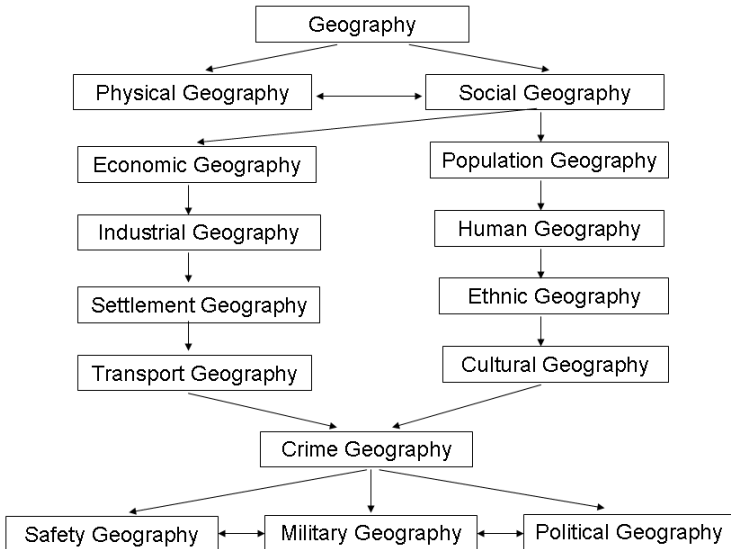 Geography
Physical Geography
Social Geography
Economic Geography
Population Geography
Industrial Geography
Human Geography
Settlement Geography
Ethnic Geography
Transport Geography
Cultural Geography
Crime Geography
Safety Geography
Military Geography
Political Geography